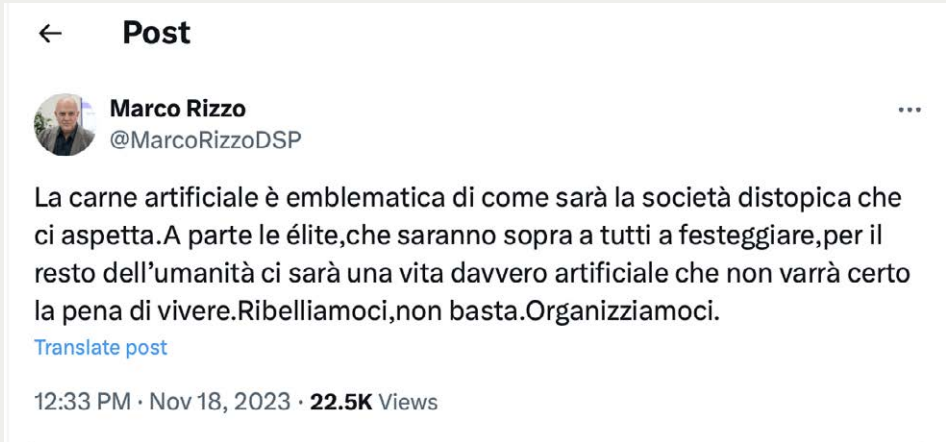 ← Post
Marco Rizzo
...
@MarcoRizzoDSP
La carne artificiale è emblematica di come sarà la società distopica che
ci aspetta.A parte le élite,che saranno sopra a tutti a festeggiare,per il
resto dell’umanità ci sarà una vita davvero artificiale che non varrà certo
la pena di vivere.Ribelliamoci,non basta.Organizziamoci.
Translate post
12:33 PM · Nov 18, 2023 · 22.5K Views